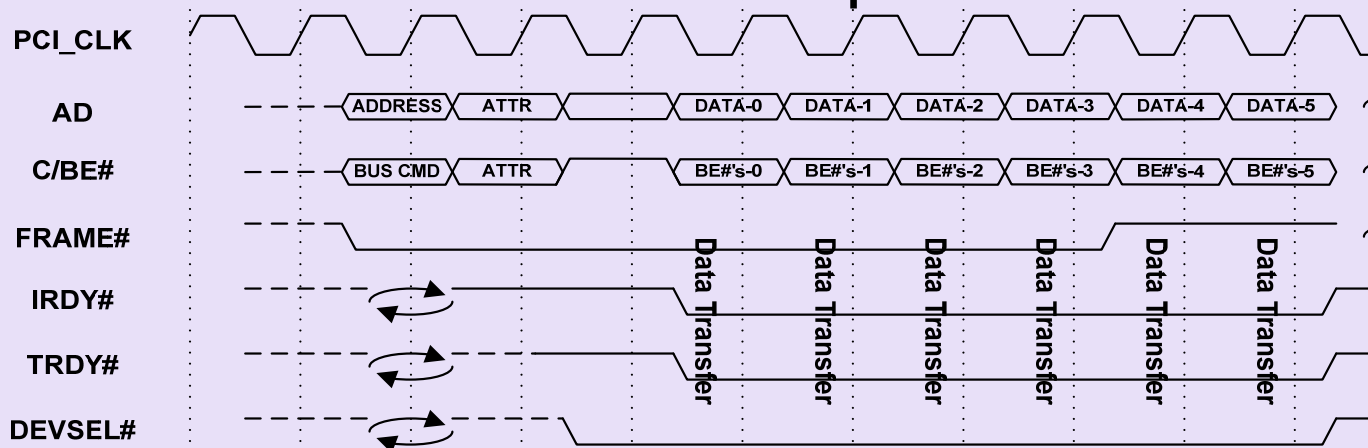 PCI_CLK
AD ADDRESS ATTR DATA-0 DATA-1 DATA-2 DATA-3 DATA-4 DATA-5
C/BE# BUS CMD ATTR BE#'s-0 BE#'s-1 BE#'s-2 BE#'s-3 BE#'s-4 BE#'s-5
FRAME#
IRDY#
TRDY#
DEVSEL#
Data Transfer
Data Transfer
Data Transfer
Data Transfer
Data Transfer
Data Transfer